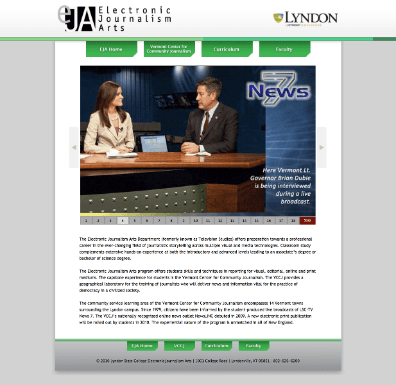 eJA Electronic
Journalism
Arts
LYNDON
EJA Home
Vermont Center for
Community Journalism
Curriculum
Faculty
7
News
Here Vermont Lt.
Governor Brian Dubie
is being interviewed
during a live
broadcast.
1 2 3 4 5 6 7 8 9 10 11 12 13 14 15 16 17 18 Stop
The Electronic Journalism Arts Department (formerly known as Television Studies) offers preparation towards a professional
career in the ever-changing field of journalistic storytelling across multiple visual and media technologies. Classroom study
complements extensive hands-on experience at both the introductory and advanced levels leading to an associate's degree or
bachelor of science degree.
The Electronic Journalism Arts program offers students skills and techniques in reporting for visual, editorial, online and print
mediums. The capstone experience for students is the Vermont Center for Community Journalism. The VCCJ provides a
geographical laboratory for the training of journalists who will deliver news and information vital for the practice of
democracy in a civilized society.
The community service learning area of the Vermont Center for Community Journalism encompasses 14 Vermont towns
surrounding the Lyndon campus. Since 1979, citizens have been informed by the student produced broadcasts of LSC-TV
News 7. The VCCJ's nationally recognized online news outlet NewsLINC debuted in 2009. A new electronic print publication
will be rolled out by students in 2010. The experiential nature of the program is unmatched in all of New England.
EJA Home
VCCJ
Curriculum
Faculty
© 2010 Lyndon State College Electronic Journalism Arts | 1001 College Road | Lyndonville, VT 05851